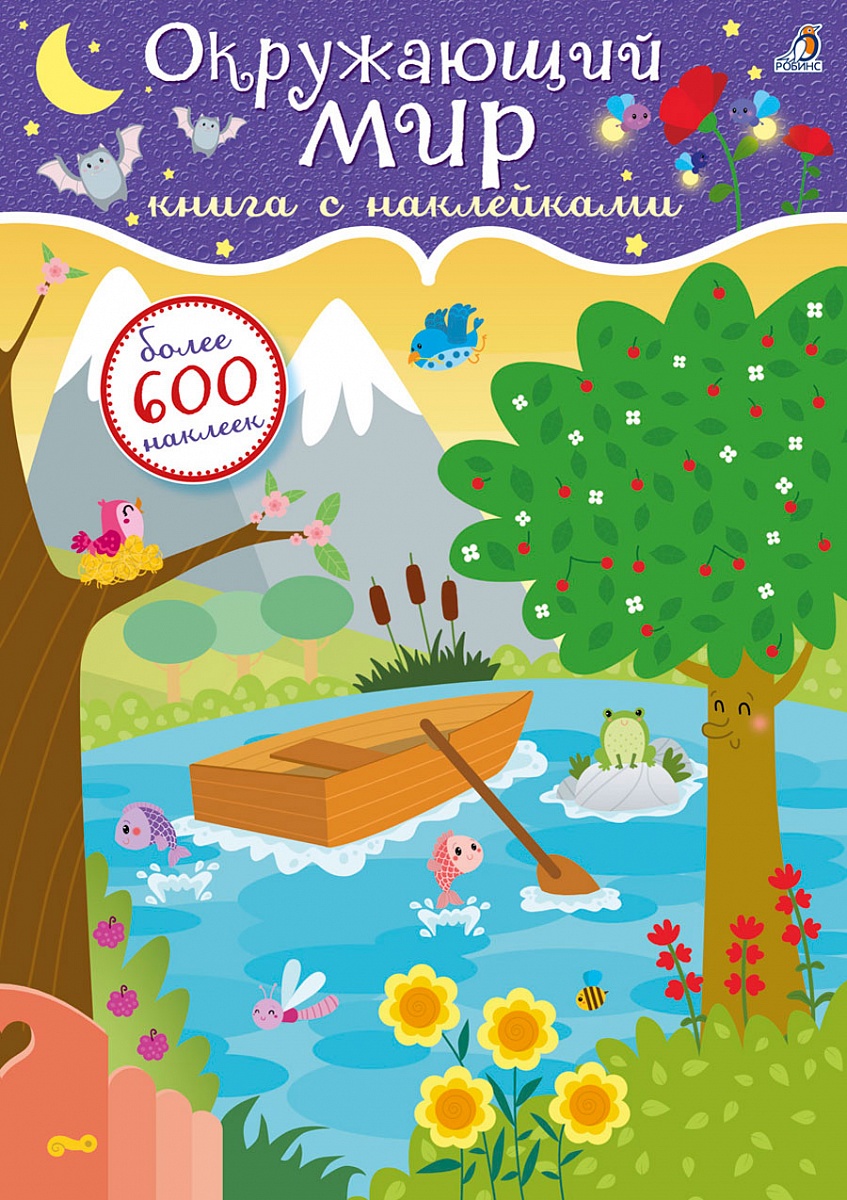 Окружающий
мир
книга с наклейками
РОБИНС
более
600
наклеек